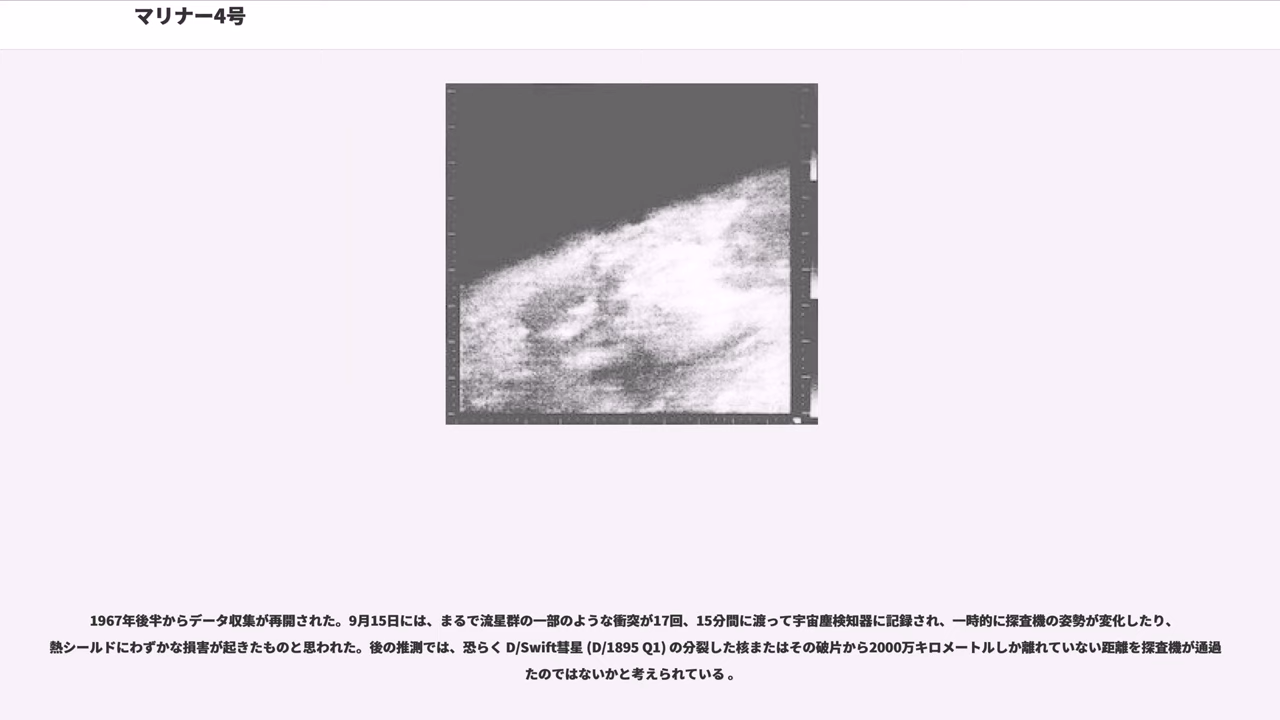 マリナー4号
1967年後半からデータ収集が再開された。9月15日には、まるで流星群の一部のような衝突が17回、15分間に渡って宇宙塵検知器に記録され、一時的に探査機の姿勢が変化したり、
熱シールドにわずかな損害が起きたものと思われた。後の推測では、恐らく D/Swift彗星 (D/1895 Q1) の分裂した核またはその破片から2000万キロメートルしか離れていない距離を探査機が通過
たのではないかと考えられている 。